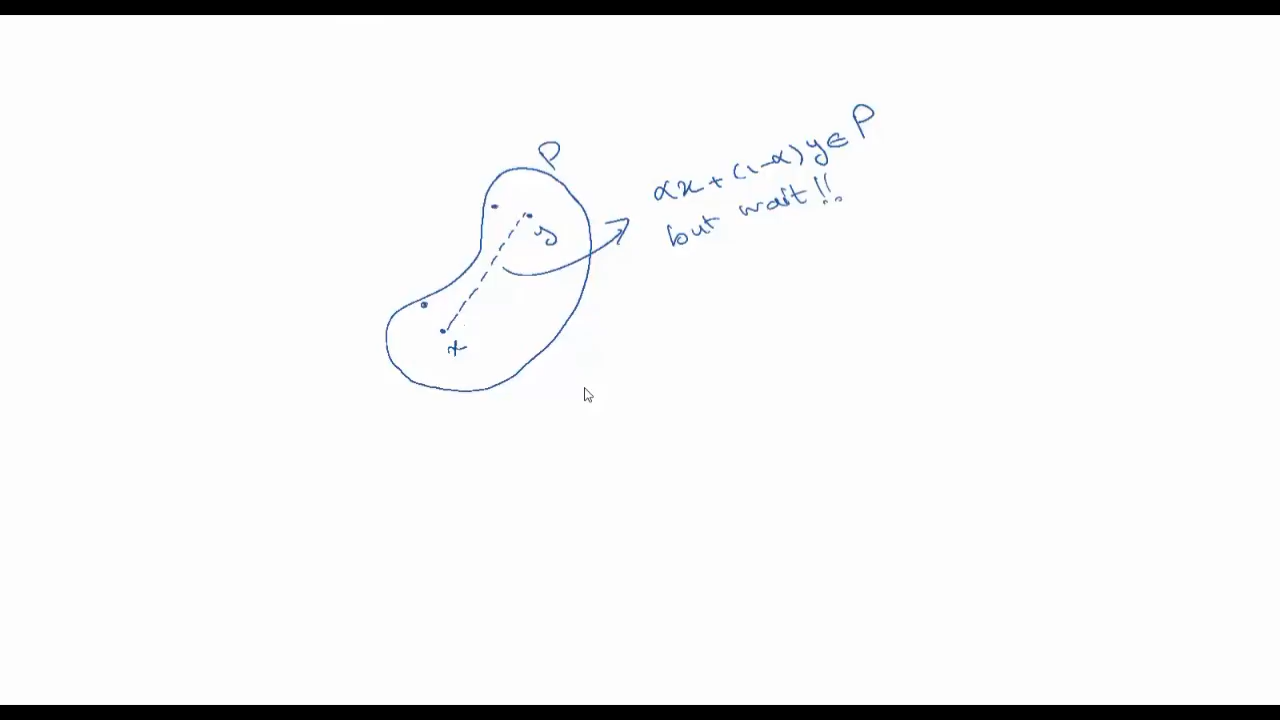 P
αx + (1-α) y ∈ P
but wait!!
y
x